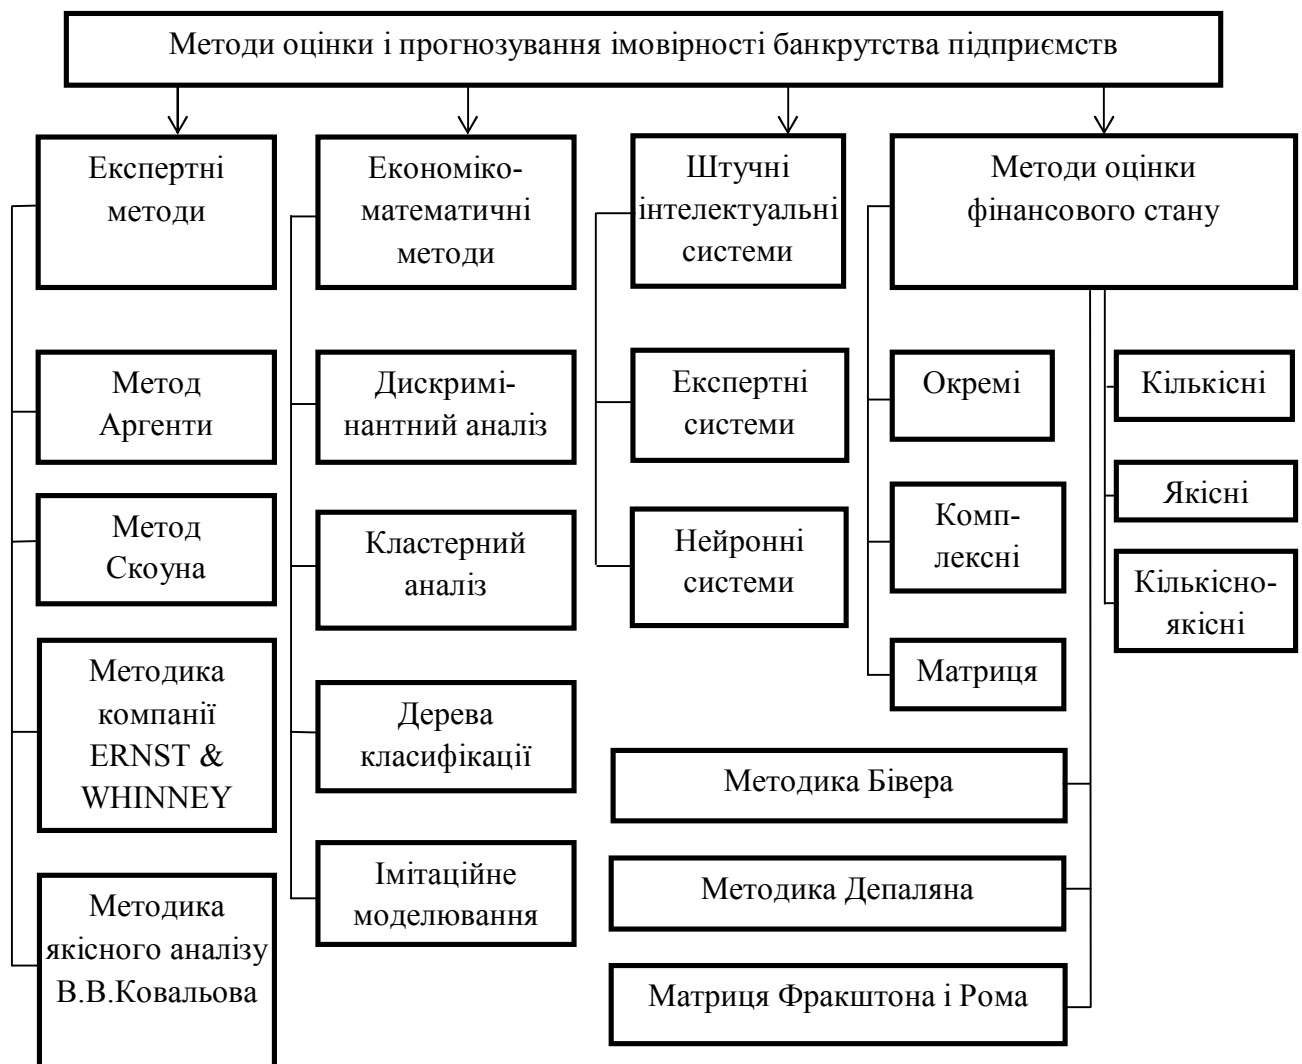 Методи оцінки і прогнозування імовірності банкрутства підприємств
Експертні
методи
Економіко-
математичні
методи
Штучні
інтелектуальні
системи
Методи оцінки
фінансового стану
Метод
Аргенти
Дискримі-
нантний аналіз
Експертні
системи
Окремі
Кількісні
Якісні
Метод
Скоуна
Кластерний
аналіз
Нейронні
системи
Комп-
лексні
Кількісно-
якісні
Методика
компанії
ERNST &
WHINNEY
Дерева
класифікації
Матриця
Методика Бівера
Методика
якісного аналізу
В.В.Ковальова
Імітаційне
моделювання
Методика Депаляна
Матриця Фракштона і Рома